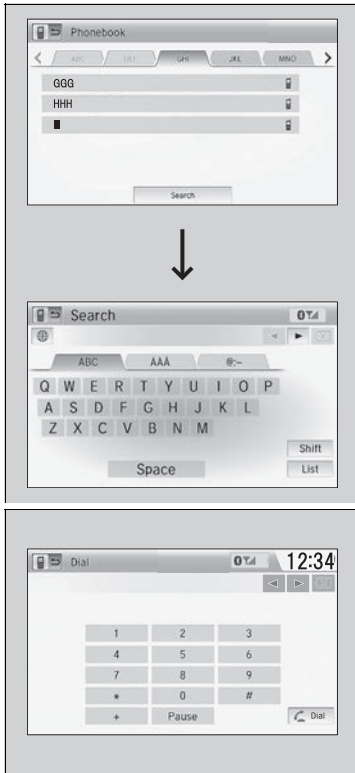 Phonebook
ABC DEF GHI JKL MNO
GGG
HHH
Search
Search
ABC ÀÁÂ @:~
Q W E R T Y U I O P
A S D F G H J K L
Z X C V B N M
Shift
Space List
Dial 12:34
1 2 3
4 5 6
7 8 9
* 0 #
+ Pause Dial